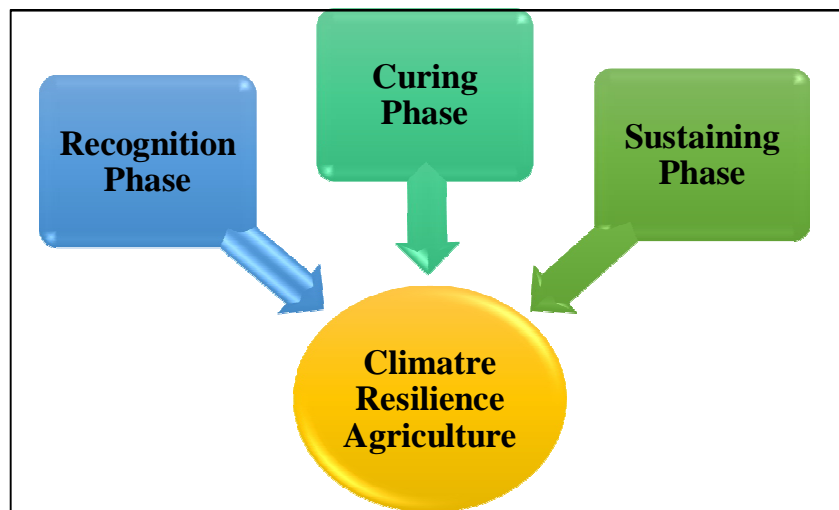 Recognition
Phase
Curing
Phase
Sustaining
Phase
Climatre
Resilience
Agriculture